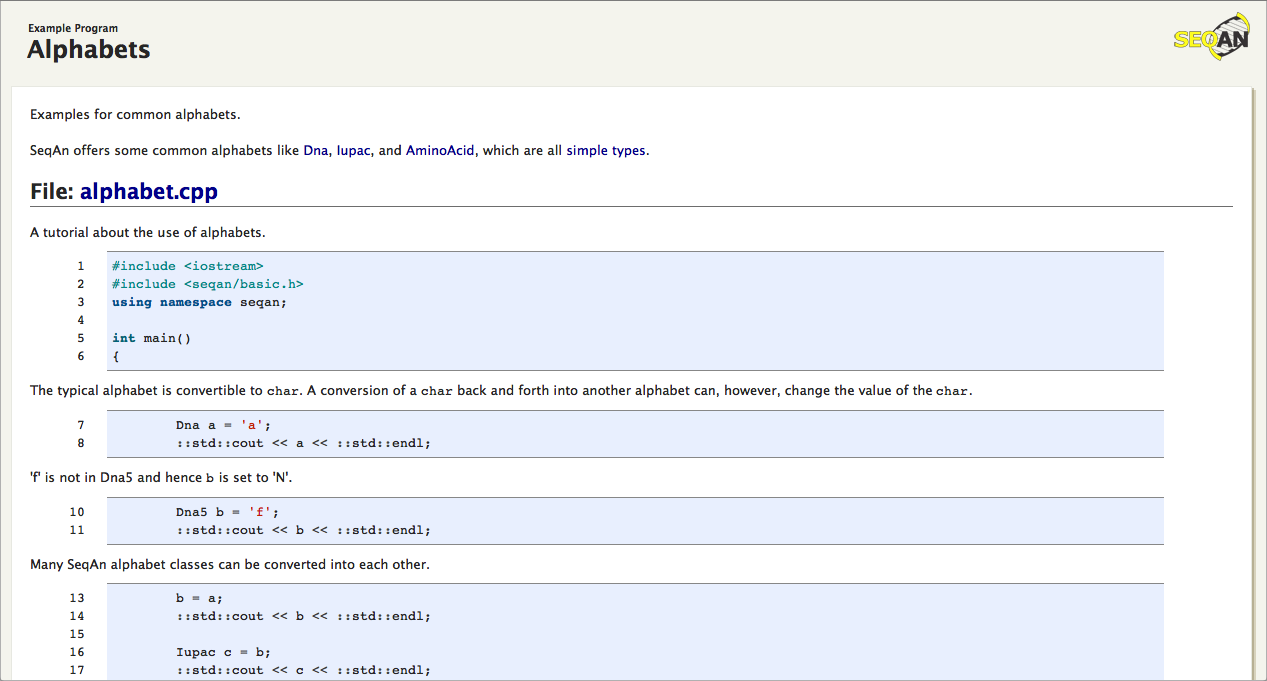 Example Program
Alphabets
SEQAN
Examples for common alphabets.
SeqAn offers some common alphabets like Dna, Iupac, and AminoAcid, which are all simple types.
File: alphabet.cpp
A tutorial about the use of alphabets.
1 #include <iostream>
2 #include <seqan/basic.h>
3 using namespace seqan;
4
5 int main()
6 {
The typical alphabet is convertible to char. A conversion of a char back and forth into another alphabet can, however, change the value of the char.
7 Dna a = 'a';
8 ::std::cout << a << ::std::endl;
'f' is not in Dna5 and hence b is set to 'N'.
10 Dna5 b = 'f';
11 ::std::cout << b << ::std::endl;
Many SeqAn alphabet classes can be converted into each other.
13 b = a;
14 ::std::cout << b << ::std::endl;
15
16 Iupac c = b;
17 ::std::cout << c << ::std::endl;